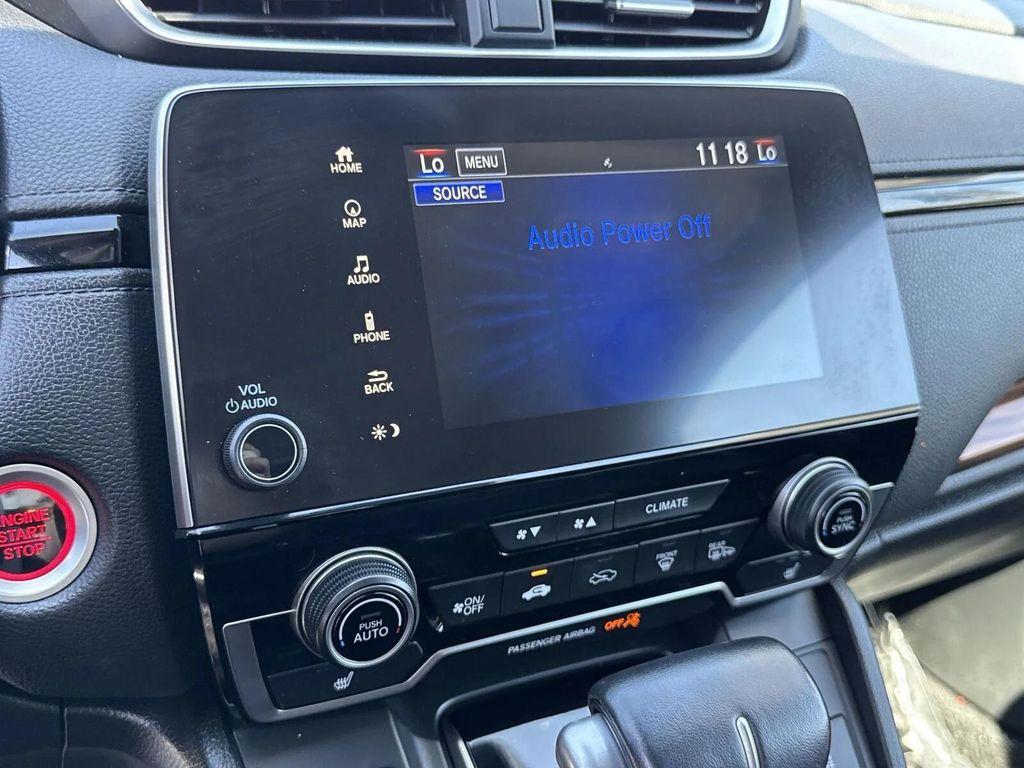 Lo MENU 11 18 Lo
SOURCE
Audio Power Off
HOME
MAP
AUDIO
PHONE
BACK
VOL
AUDIO
ENGINE
START
STOP
CLIMATE
PUSH
SYNC
ON/
OFF
FRONT
REAR
PUSH
AUTO
PASSENGER AIRBAG OFF